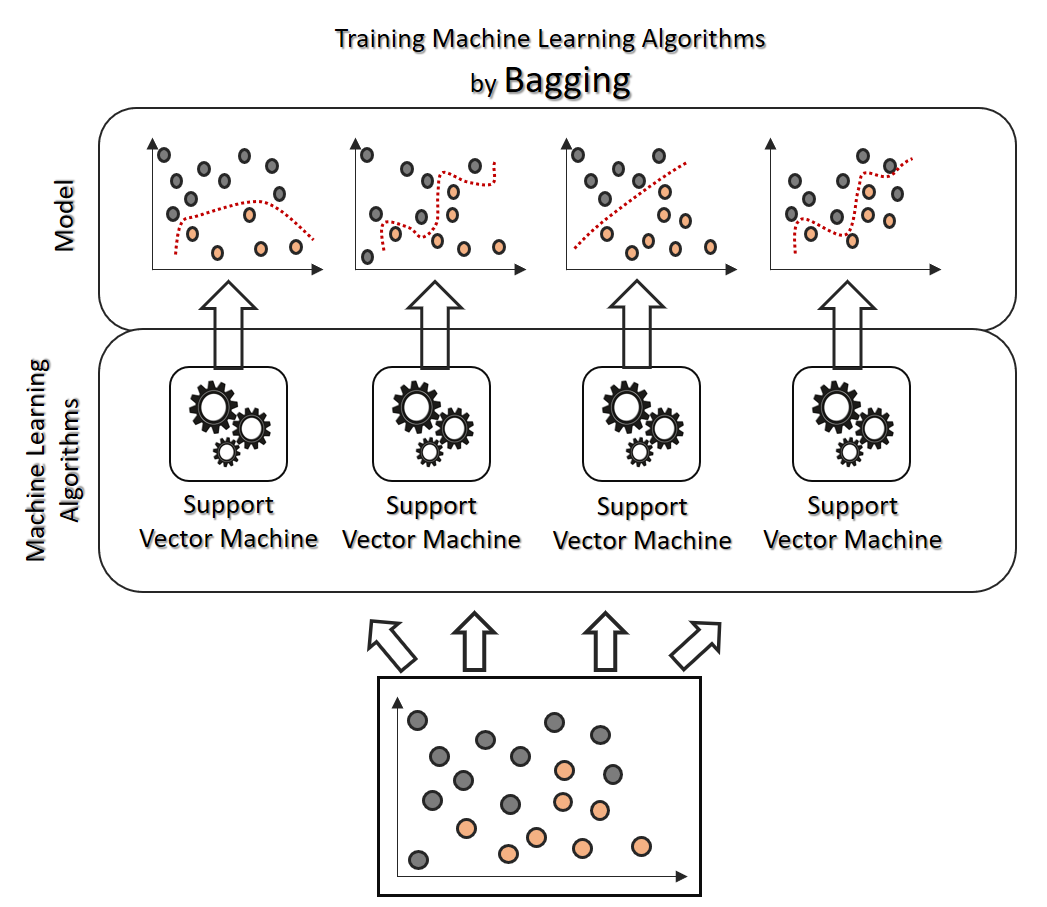 Training Machine Learning Algorithms
by Bagging
Model
Machine Learning
Algorithms
Support
Vector Machine
Support
Vector Machine
Support
Vector Machine
Support
Vector Machine